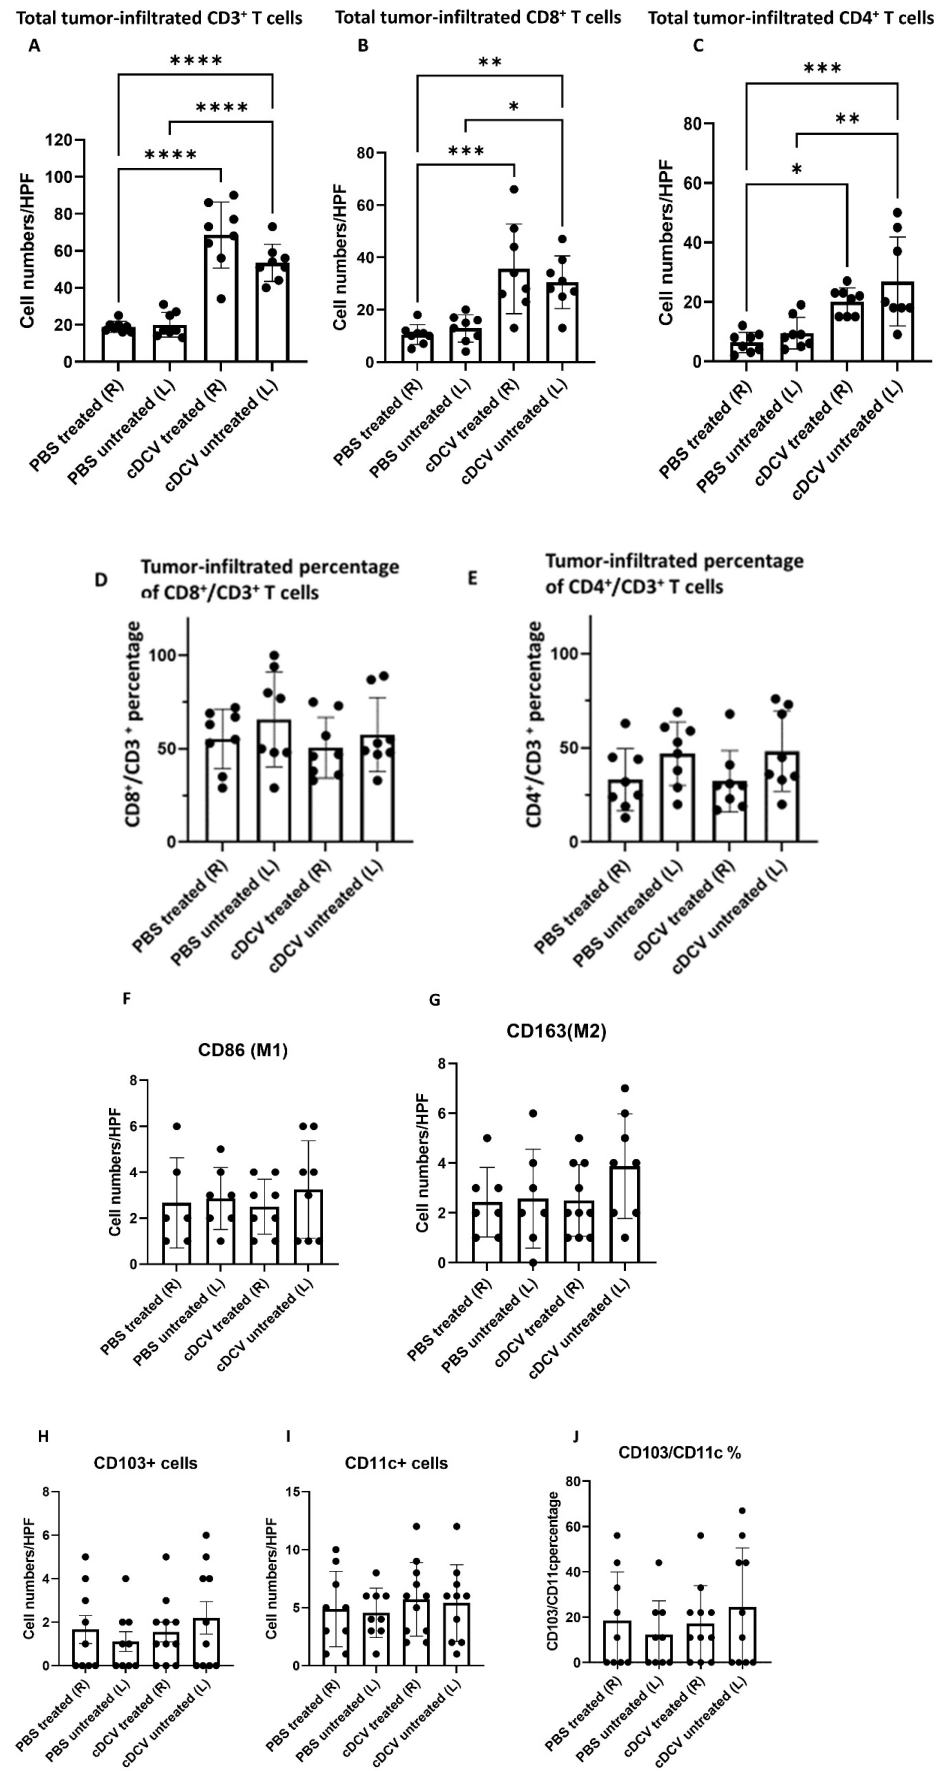 Total tumor-infiltrated CD3⁺ T cells
Total tumor-infiltrated CD8⁺ T cells
Total tumor-infiltrated CD4⁺ T cells
A
****
****
****
Cell numbers/HPF
120
100
80
60
40
20
0
PBS treated (R)
PBS untreated (L)
cDCV treated (R)
cDCV untreated (L)
B
**
*
***
Cell numbers/HPF
80
60
40
20
0
PBS treated (R)
PBS untreated (L)
cDCV treated (R)
cDCV untreated (L)
C
***
**
*
Cell numbers/HPF
80
60
40
20
0
PBS treated (R)
PBS untreated (L)
cDCV treated (R)
cDCV untreated (L)
D
Tumor-infiltrated percentage
of CD8⁺/CD3⁺ T cells
CD8⁺/CD3 ⁺ percentage
100
50
0
PBS treated (R)
PBS untreated (L)
cDCV treated (R)
cDCV untreated (L)
E
Tumor-infiltrated percentage
of CD4⁺/CD3⁺ T cells
CD4⁺/CD3 ⁺ percentage
100
50
0
PBS treated (R)
PBS untreated (L)
cDCV treated (R)
cDCV untreated (L)
F
CD86 (M1)
Cell numbers/HPF
8
6
4
2
0
PBS treated (R)
PBS untreated (L)
cDCV treated (R)
cDCV untreated (L)
G
CD163(M2)
Cell numbers/HPF
8
6
4
2
0
PBS treated (R)
PBS untreated (L)
cDCV treated (R)
cDCV untreated (L)
H
CD103+ cells
Cell numbers/HPF
8
6
4
2
0
PBS treated (R)
PBS untreated (L)
cDCV treated (R)
cDCV untreated (L)
I
CD11c+ cells
Cell numbers/HPF
15
10
5
0
PBS treated (R)
PBS untreated (L)
cDCV treated (R)
cDCV untreated (L)
J
CD103/CD11c %
CD103/CD11cpercentage
80
60
40
20
0
PBS treated (R)
PBS untreated (L)
cDCV treated (R)
cDCV untreated (L)